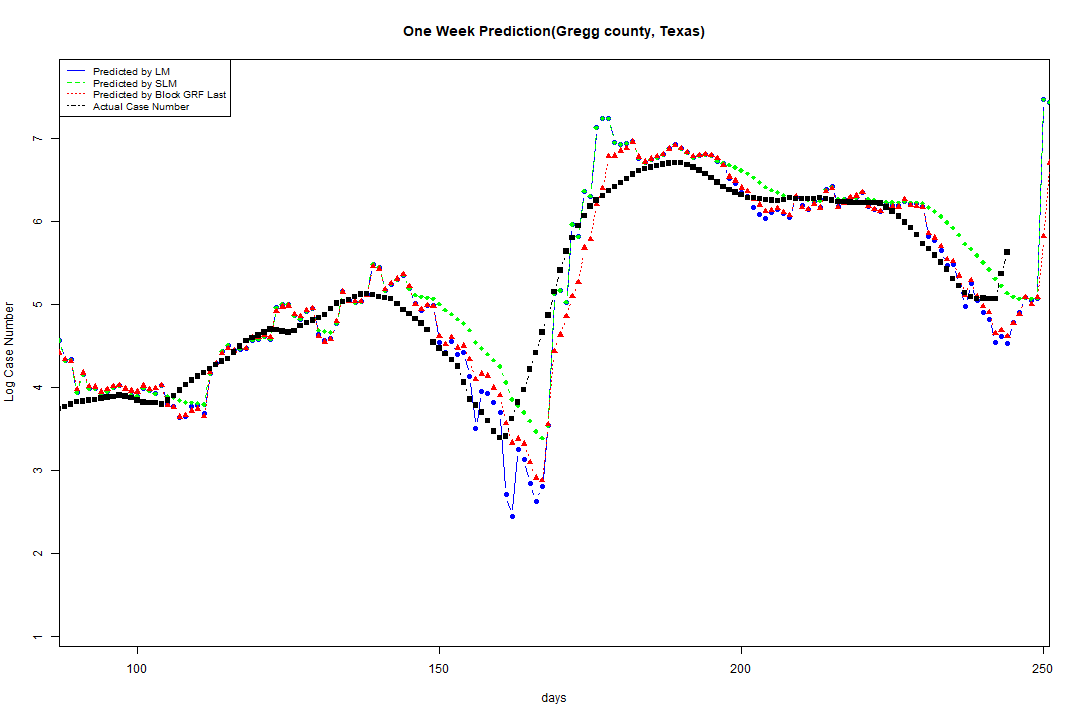 One Week Prediction(Gregg county, Texas)
Predicted by LM
Predicted by SLM
Predicted by Block GRF Last
Actual Case Number
Log Case Number
7
6
5
4
3
2
1
100 150 200 250
days